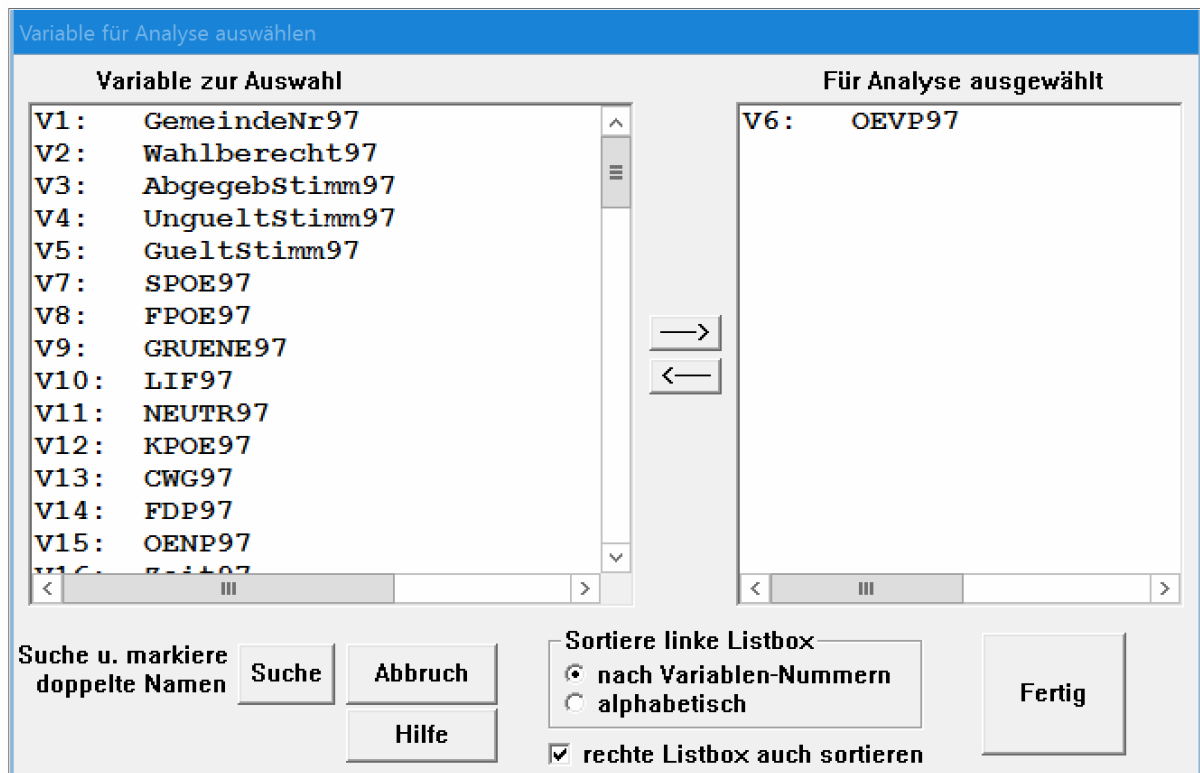 Variable für Analyse auswählen
Variable zur Auswahl
V1: GemeindeNr97
V2: Wahlberecht97
V3: AbgegebStimm97
V4: UngueltStimm97
V5: GueltStimm97
V7: SPOE97
V8: FPOE97
V9: GRUENE97
V10: LIF97
V11: NEUTR97
V12: KPOE97
V13: CWG97
V14: FDP97
V15: OENP97
Für Analyse ausgewählt
V6: OEVP97
Suche u. markiere
doppelte Namen
Suche
Abbruch
Hilfe
Sortiere linke Listbox
nach Variablen-Nummern
alphabetisch
rechte Listbox auch sortieren
Fertig